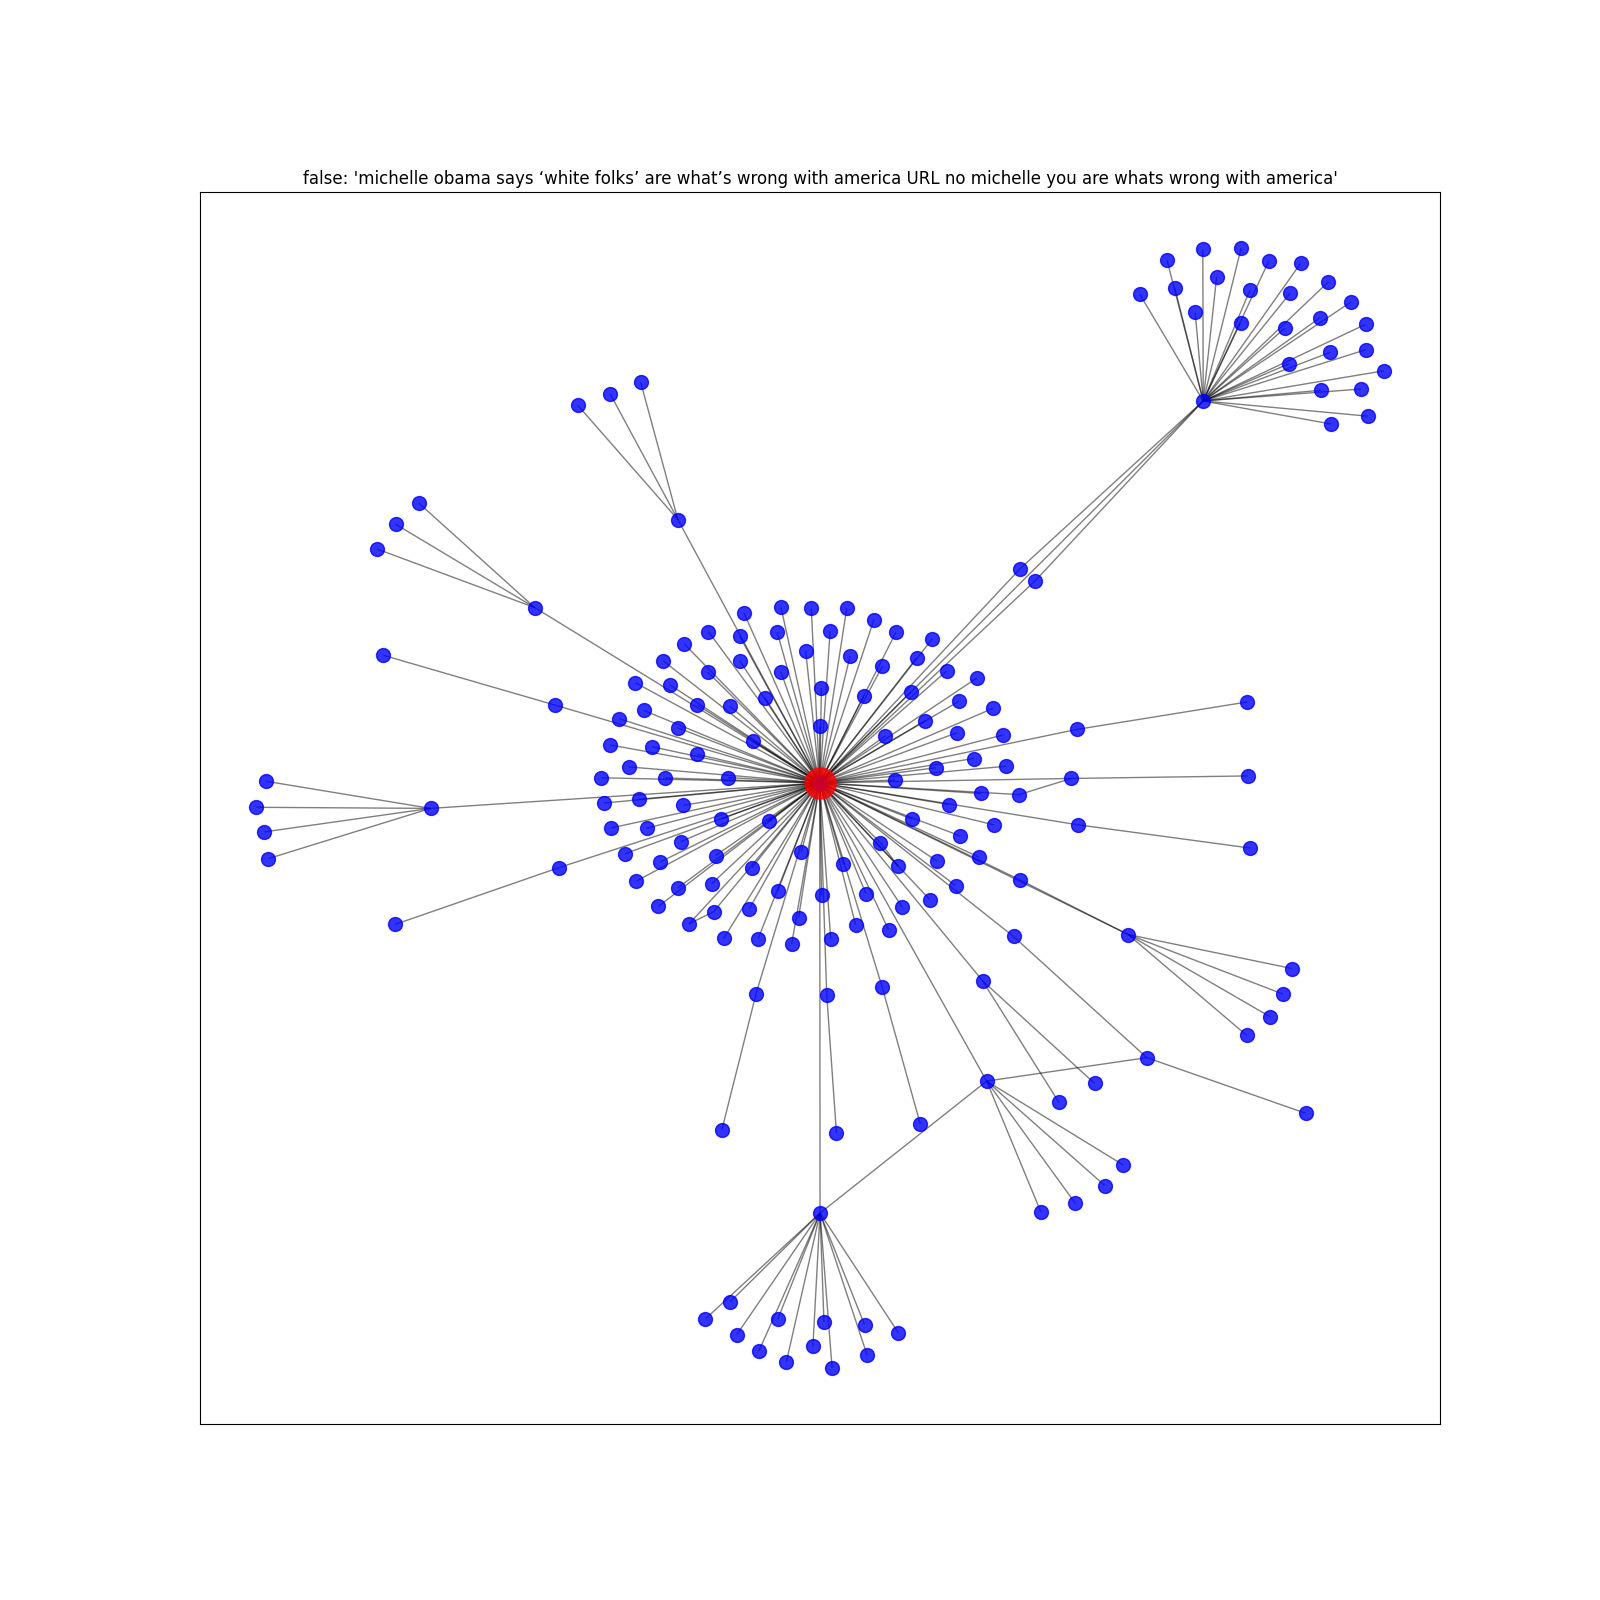 false: 'michelle obama says ‘white folks’ are what’s wrong with america URL no michelle you are whats wrong with america'